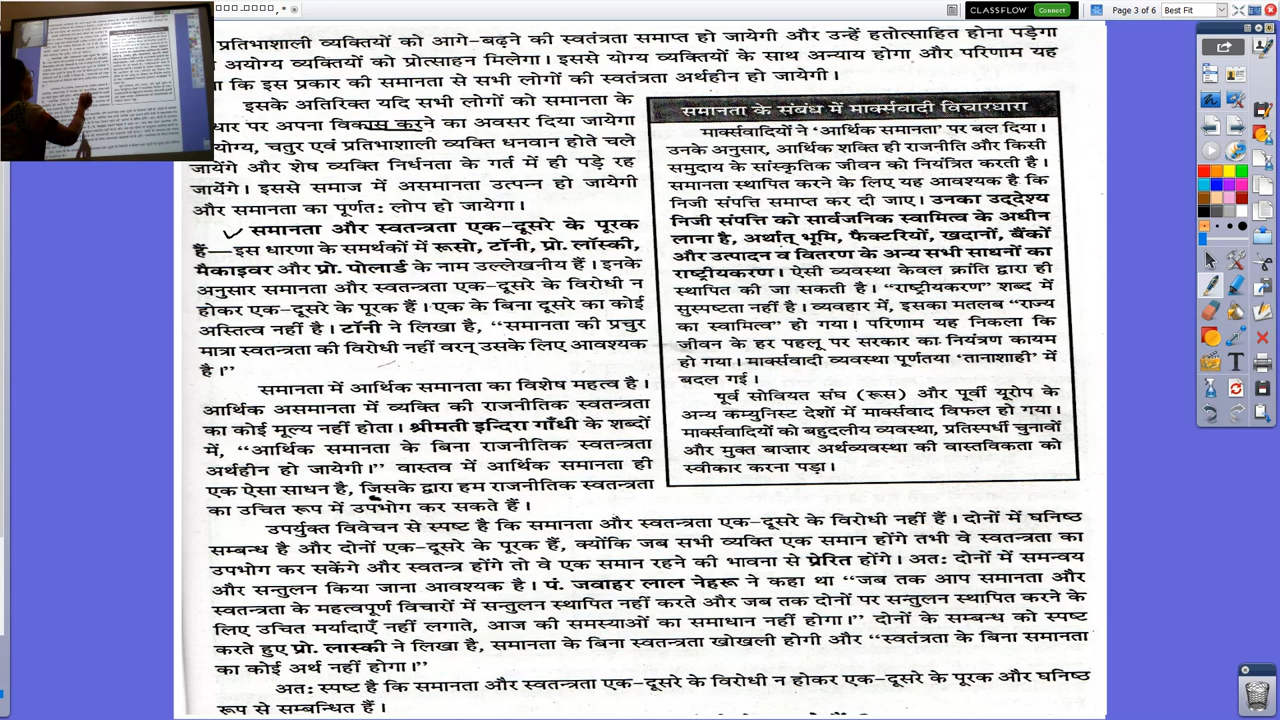 CLASSFLOW
Connect
Page 3 of 6
Best Fit
प्रतिभाशाली व्यक्तियों को विकास करने की स्वतंत्रता समाप्त हो जायेगी और उन्हें हतोत्साहित होना पड़ेगा
अयोग्य व्यक्तियों को प्रोत्साहन मिलेगा। इससे योग्य व्यक्तियों में असंतोष उत्पन्न होगा और परिणाम यह
कि इस प्रकार की समानता से सभी लोगों की स्वतंत्रता अर्थहीन हो जायेगी।
इसके अतिरिक्त यदि सभी लोगों को समानता के
धार पर अपना विकास करने का अवसर दिया जायेगा
योग्य, चतुर एवं प्रतिभाशाली व्यक्ति धनवान होते चले
जायेंगे और शेष व्यक्ति निर्धनता के गर्त में ही पड़े रह
जायेंगे। इससे समाज में असमानता उत्पन्न हो जायेगी
और समानता का पूर्णत: लोप हो जायेगा।
समानता और स्वतन्त्रता एक-दूसरे के पूरक
हैं—इस धारणा के समर्थकों में रूसो, टॉनी, प्रो. लॉस्की,
मैकाइवर और प्रो. पोलार्ड के नाम उल्लेखनीय हैं। इनके
अनुसार समानता और स्वतन्त्रता एक-दूसरे के विरोधी न
होकर एक-दूसरे के पूरक हैं। एक के बिना दूसरे का कोई
अस्तित्व नहीं है। टॉनी ने लिखा है, ‘‘समानता की प्रचुर
मात्रा स्वतन्त्रता की विरोधी नहीं वरन् उसके लिए आवश्यक
है।’’
समानता में आर्थिक समानता का विशेष महत्व है।
आर्थिक असमानता में व्यक्ति की राजनीतिक स्वतन्त्रता
का कोई मूल्य नहीं होता। श्रीमती इन्दिरा गाँधी के शब्दों
में, ‘‘आर्थिक समानता के बिना राजनीतिक स्वतन्त्रता
अर्थहीन हो जायेगी।’’ वास्तव में आर्थिक समानता ही
एक ऐसा साधन है, जिसके द्वारा हम राजनीतिक स्वतन्त्रता
का उचित रूप में उपभोग कर सकते हैं।
समानता के संबंध में मार्क्सवादी विचारधारा
मार्क्सवादियों ने ‘आर्थिक समानता’ पर बल दिया।
उनके अनुसार, आर्थिक शक्ति ही राजनीति और किसी
समुदाय के सांस्कृतिक जीवन को नियंत्रित करती है।
समानता स्थापित करने के लिए यह आवश्यक है कि
निजी संपत्ति समाप्त कर दी जाए। उनका उद्देश्य
निजी संपत्ति को सार्वजनिक स्वामित्व के अधीन
लाना है, अर्थात् भूमि, फैक्टरियों, खदानों, बैंकों
और उत्पादन व वितरण के अन्य सभी साधनों का
राष्ट्रीयकरण। ऐसी व्यवस्था केवल क्रांति द्वारा ही
स्थापित की जा सकती है। ‘‘राष्ट्रीयकरण’’ शब्द में
सुस्पष्टता नहीं है। व्यवहार में, इसका मतलब ‘‘राज्य
का स्वामित्व’’ हो गया। परिणाम यह निकला कि
जीवन के हर पहलू पर सरकार का नियंत्रण कायम
हो गया। मार्क्सवादी व्यवस्था पूर्णतया ‘तानाशाही’ में
बदल गई।
पूर्व सोवियत संघ (रूस) और पूर्वी यूरोप के
अन्य कम्युनिस्ट देशों में मार्क्सवाद विफल हो गया।
मार्क्सवादियों को बहुदलीय व्यवस्था, प्रतिस्पर्धी चुनावों
और मुक्त बाज़ार अर्थव्यवस्था की वास्तविकता को
स्वीकार करना पड़ा।
उपर्युक्त विवेचन से स्पष्ट है कि समानता और स्वतन्त्रता एक-दूसरे के विरोधी नहीं हैं। दोनों में घनिष्ठ
सम्बन्ध है और दोनों एक-दूसरे के पूरक हैं, क्योंकि जब सभी व्यक्ति एक समान होंगे तभी वे स्वतन्त्रता का
उपभोग कर सकेंगे और स्वतन्त्र होंगे तो वे एक समान रहने की भावना से प्रेरित होंगे। अत: दोनों में समन्वय
और सन्तुलन किया जाना आवश्यक है। पं. जवाहर लाल नेहरू ने कहा था ‘‘जब तक आप समानता और
स्वतन्त्रता के महत्वपूर्ण विचारों में सन्तुलन स्थापित नहीं करते और जब तक दोनों पर सन्तुलन स्थापित करने के
लिए उचित मर्यादाएँ नहीं लगाते, आज की समस्याओं का समाधान नहीं होगा।’’ दोनों के सम्बन्ध को स्पष्ट
करते हुए प्रो. लास्की ने लिखा है, समानता के बिना स्वतन्त्रता खोखली होगी और ‘‘स्वतंत्रता के बिना समानता
का कोई अर्थ नहीं होगा।’’
अत: स्पष्ट है कि समानता और स्वतन्त्रता एक-दूसरे के विरोधी न होकर एक-दूसरे के पूरक और घनिष्ठ
रूप से सम्बन्धित हैं।